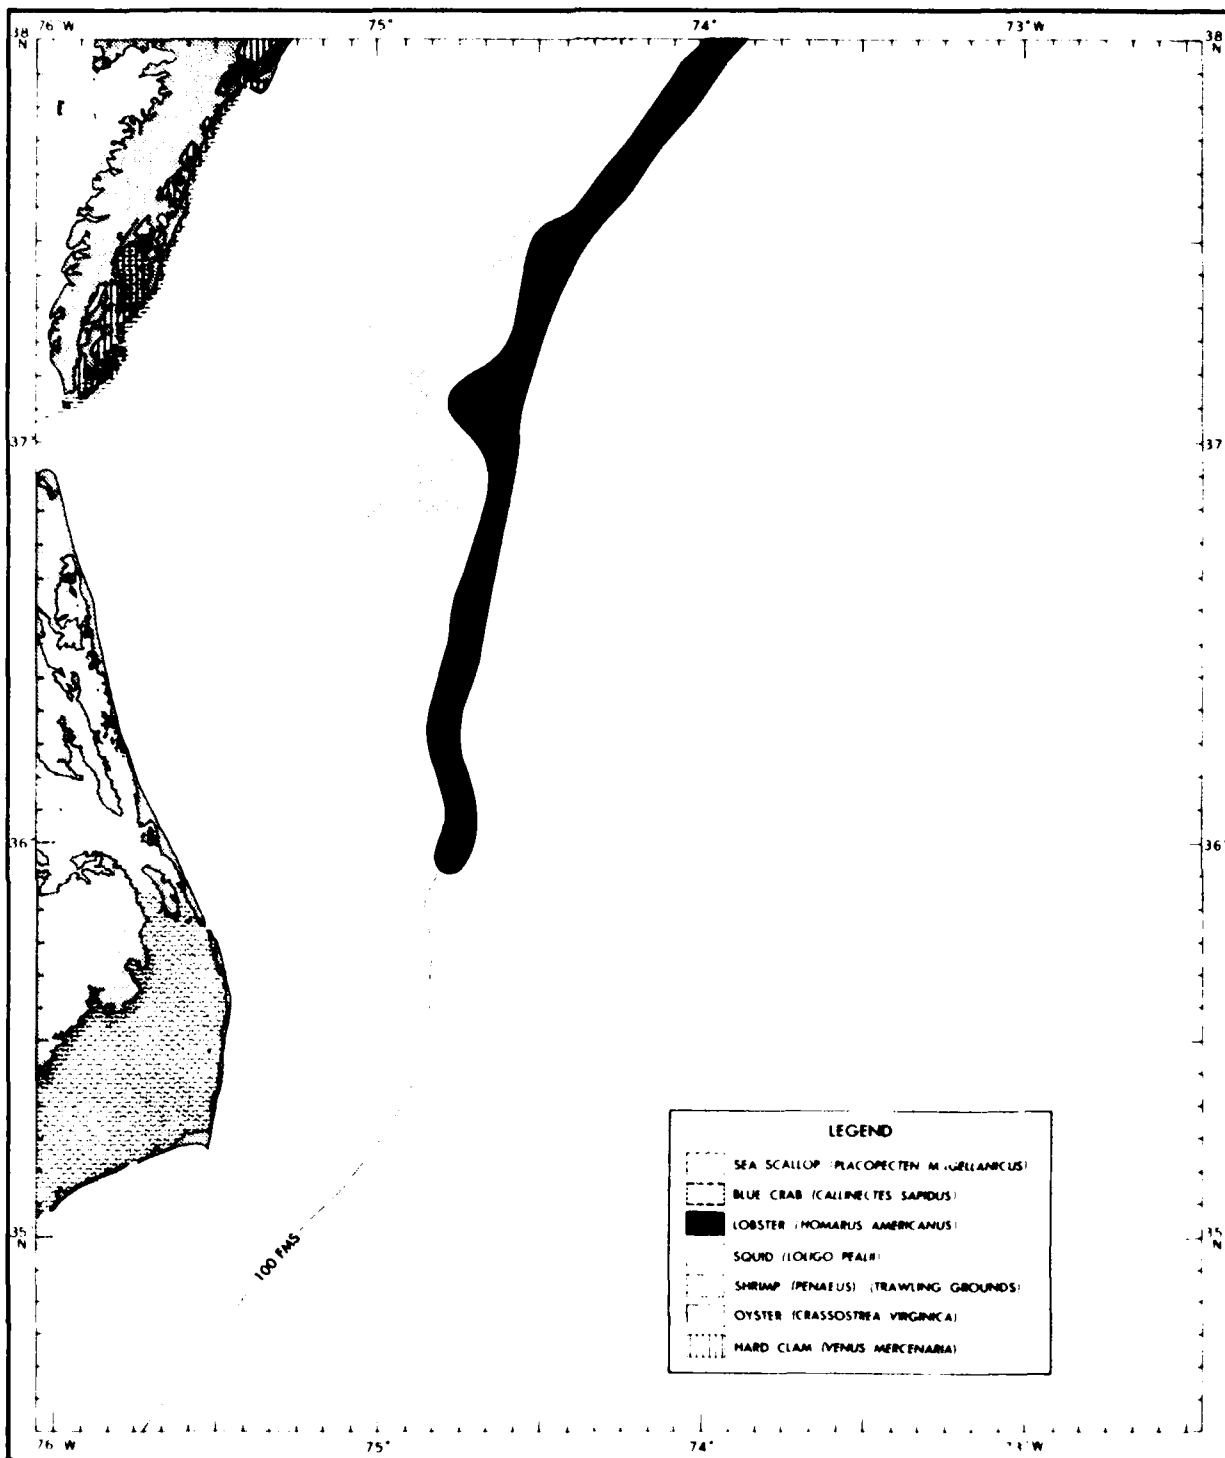 76° W 75° 74° 73° W
38 N 38 N
37° 37
36 36°
35 N 35 N
100 FMS
LEGEND
SEA SCALLOP (PLACOPECTEN M GELLANICUS)
BLUE CRAB (CALLINECTES SAPIDUS)
LOBSTER (HOMARUS AMERICANUS)
SQUID (LOLIGO PEALII)
SHRIMP (PENAEUS) (TRAWLING GROUNDS)
OYSTER (CRASSOSTREA VIRGINICA)
HARD CLAM (VENUS MERCENARIA)
76 W 75° 74° 73° W